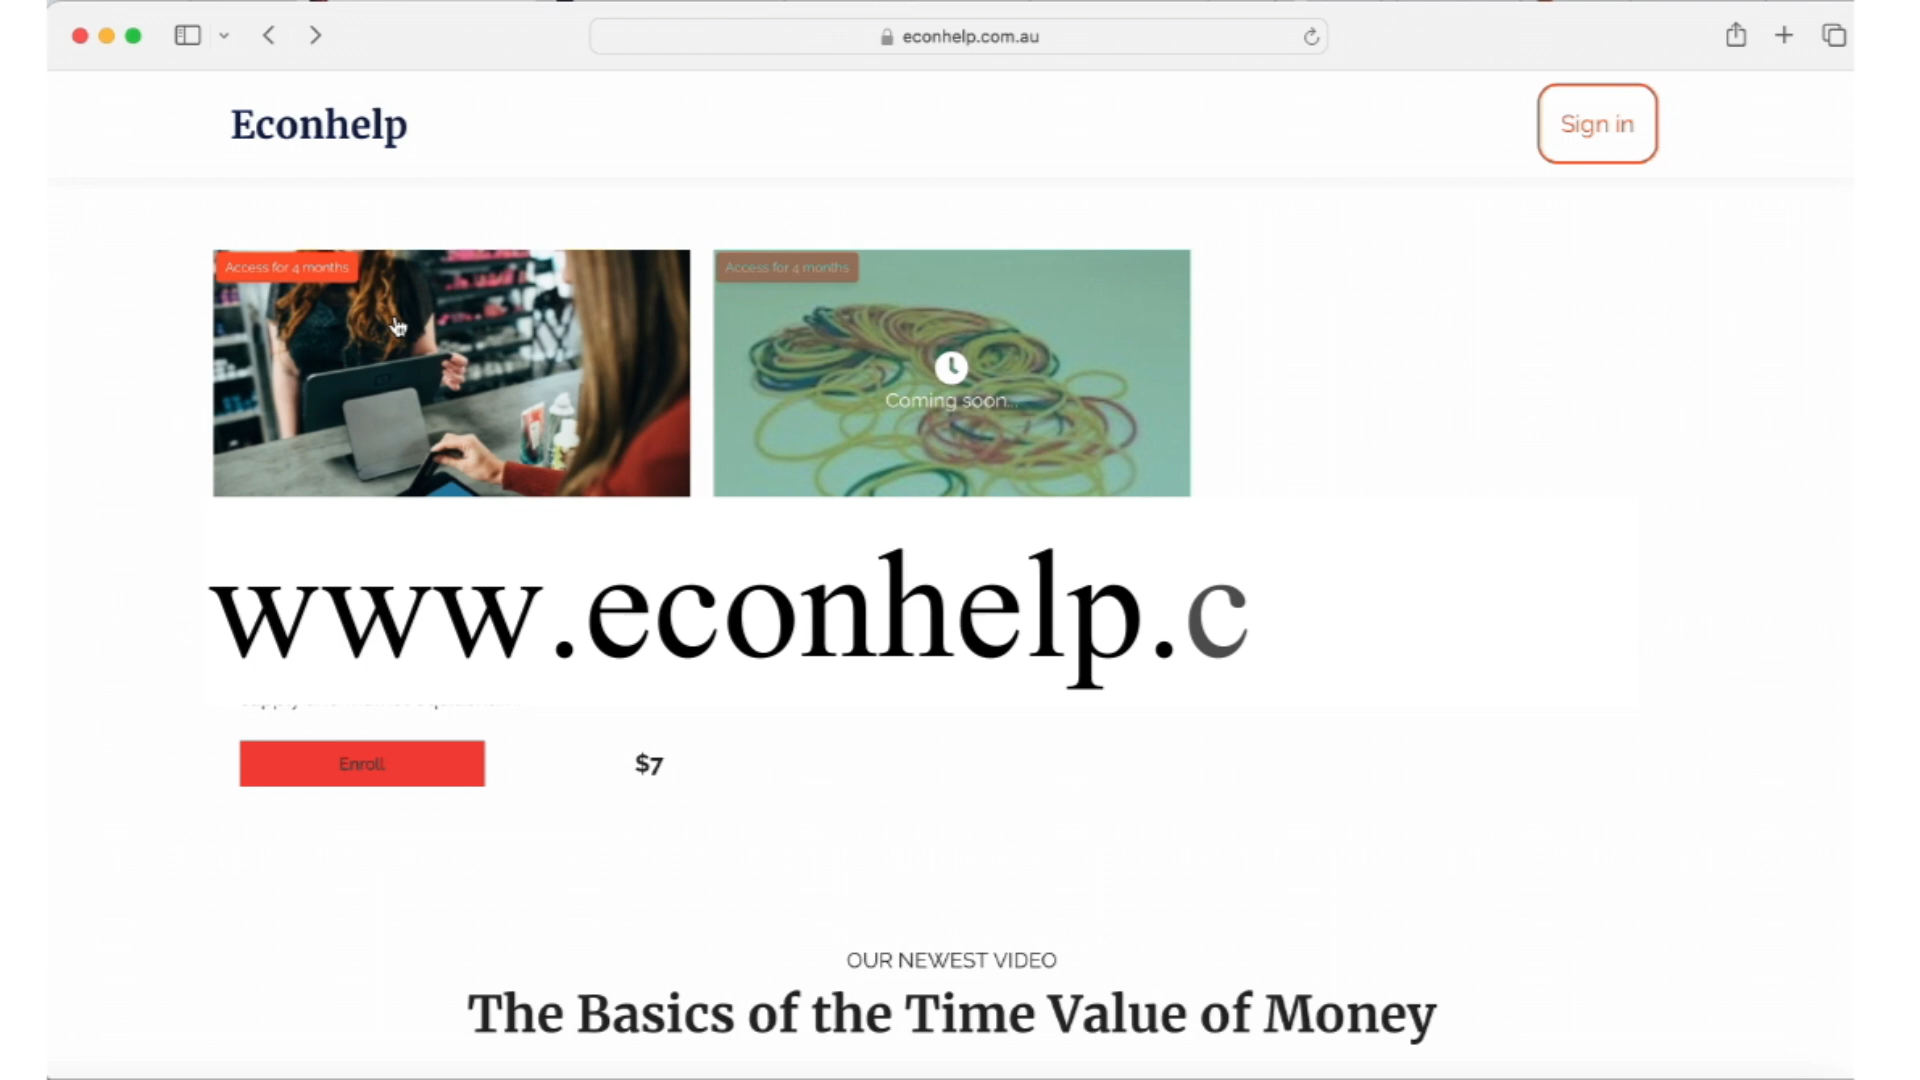 econhelp.com.au
Econhelp
Sign in
Access for 4 months
Access for 4 months
Coming soon...
www.econhelp.c
Enroll
$7
OUR NEWEST VIDEO
The Basics of the Time Value of Money